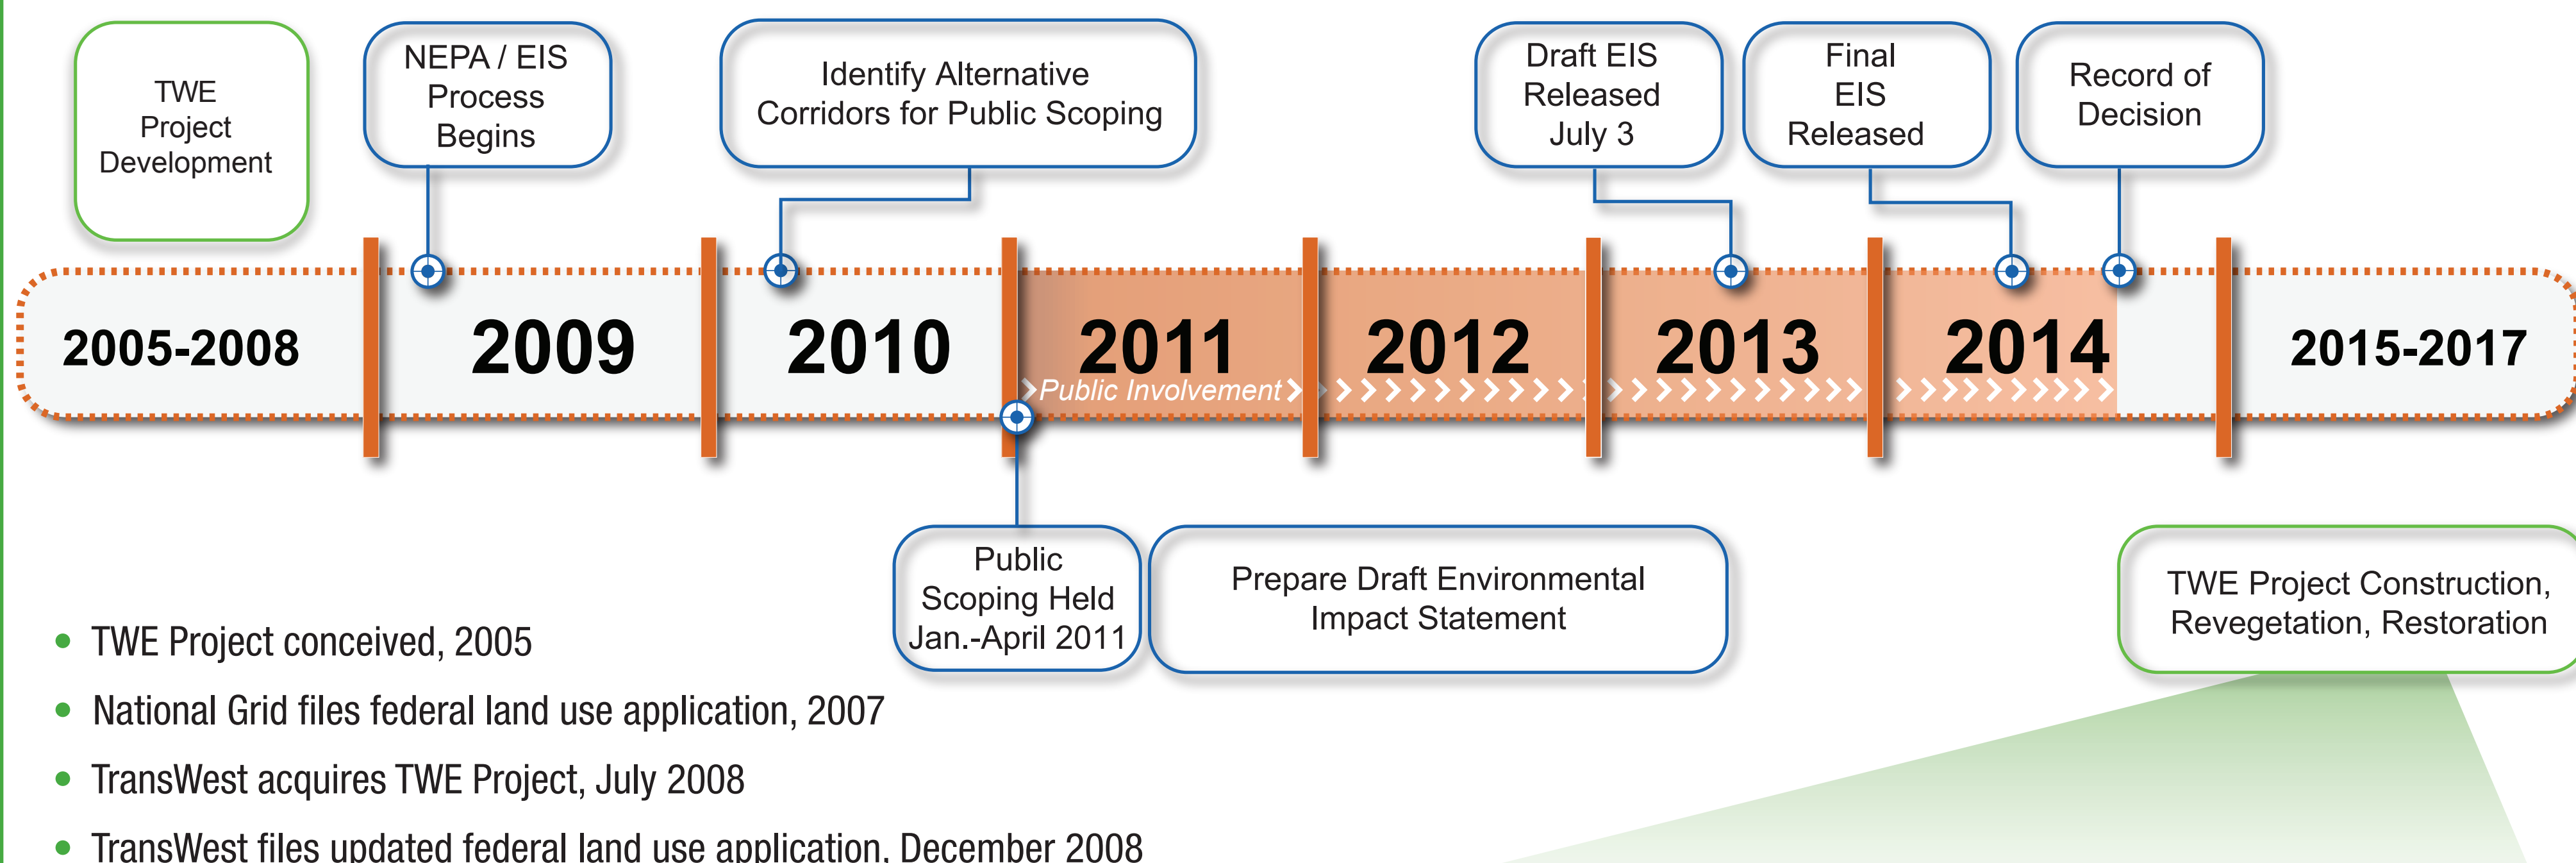 TWE
Project
Development
NEPA / EIS
Process
Begins
Identify Alternative
Corridors for Public Scoping
Draft EIS
Released
July 3
Final
EIS
Released
Record of
Decision
2005-2008
2009
2010
2011
2012
2013
2014
2015-2017
Public Involvement
Public
Scoping Held
Jan.-April 2011
Prepare Draft Environmental
Impact Statement
TWE Project Construction,
Revegetation, Restoration
• TWE Project conceived, 2005
• National Grid files federal land use application, 2007
• TransWest acquires TWE Project, July 2008
• TransWest files updated federal land use application, December 2008